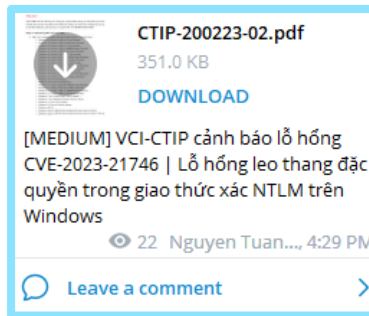 CTIP-200223-02.pdf
351.0 KB
DOWNLOAD
[MEDIUM] VCI-CTIP cảnh báo lỗ hổng
CVE-2023-21746 | Lỗ hổng leo thang đặc
quyền trong giao thức xác NTLM trên
Windows
22 Nguyen Tuan..., 4:29 PM
Leave a comment